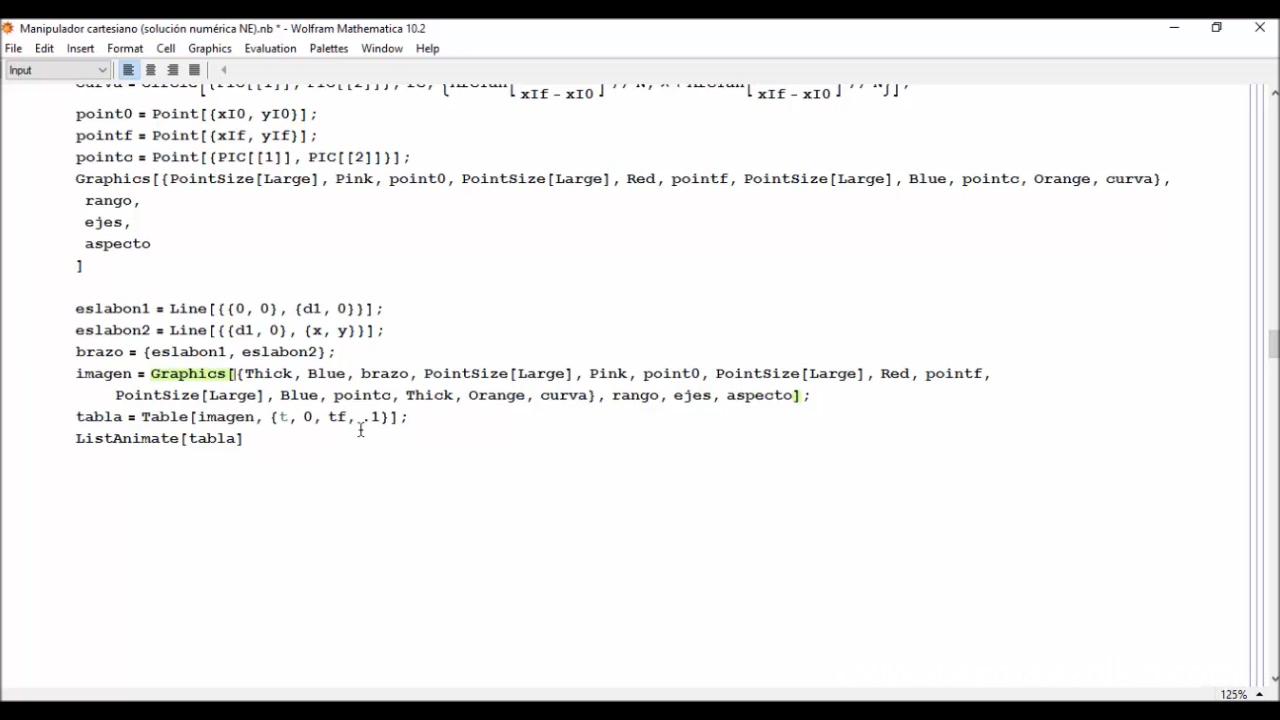 Manipulador cartesiano (solución numérica NE).nb * - Wolfram Mathematica 10.2
File Edit Insert Format Cell Graphics Evaluation Palettes Window Help
Input
xIf - xI0 xIf - xI0
point0 = Point[{xI0, yI0}];
pointf = Point[{xIf, yIf}];
pointc = Point[{PIC[[1]], PIC[[2]]}];
Graphics[{PointSize[Large], Pink, point0, PointSize[Large], Red, pointf, PointSize[Large], Blue, pointc, Orange, curva},
rango,
ejes,
aspecto
]
eslabon1 = Line[{{0, 0}, {d1, 0}}];
eslabon2 = Line[{{d1, 0}, {x, y}}];
brazo = {eslabon1, eslabon2};
imagen = Graphics[{Thick, Blue, brazo, PointSize[Large], Pink, point0, PointSize[Large], Red, pointf,
PointSize[Large], Blue, pointc, Thick, Orange, curva}, rango, ejes, aspecto];
tabla = Table[imagen, {t, 0, tf, .1}];
ListAnimate[tabla]
125%